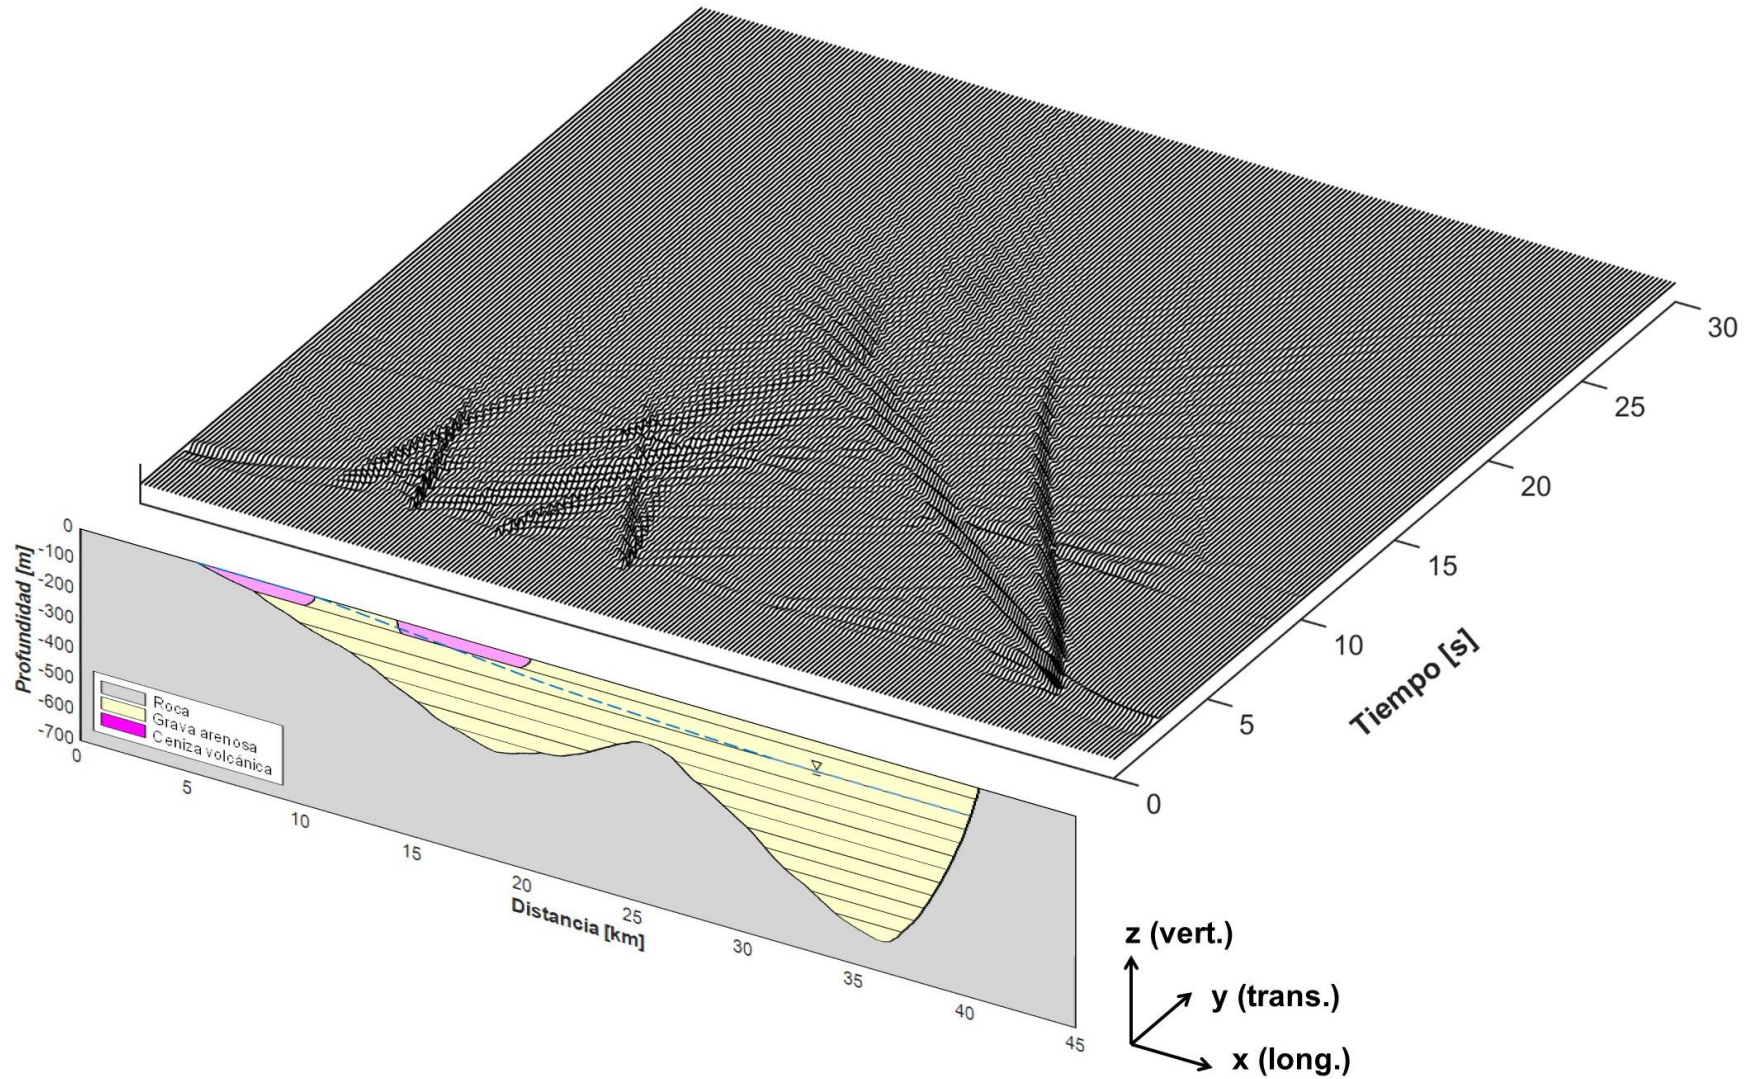 30
25
20
15
10
5
0
Tiempo [s]
Profundidad [m]
0
-100
-200
-300
-400
-500
-600
-700
Roca
Grava arenosa
Ceniza volcánica
0
5
10
15
20
25
30
35
40
45
Distancia [km]
z (vert.)
y (trans.)
x (long.)